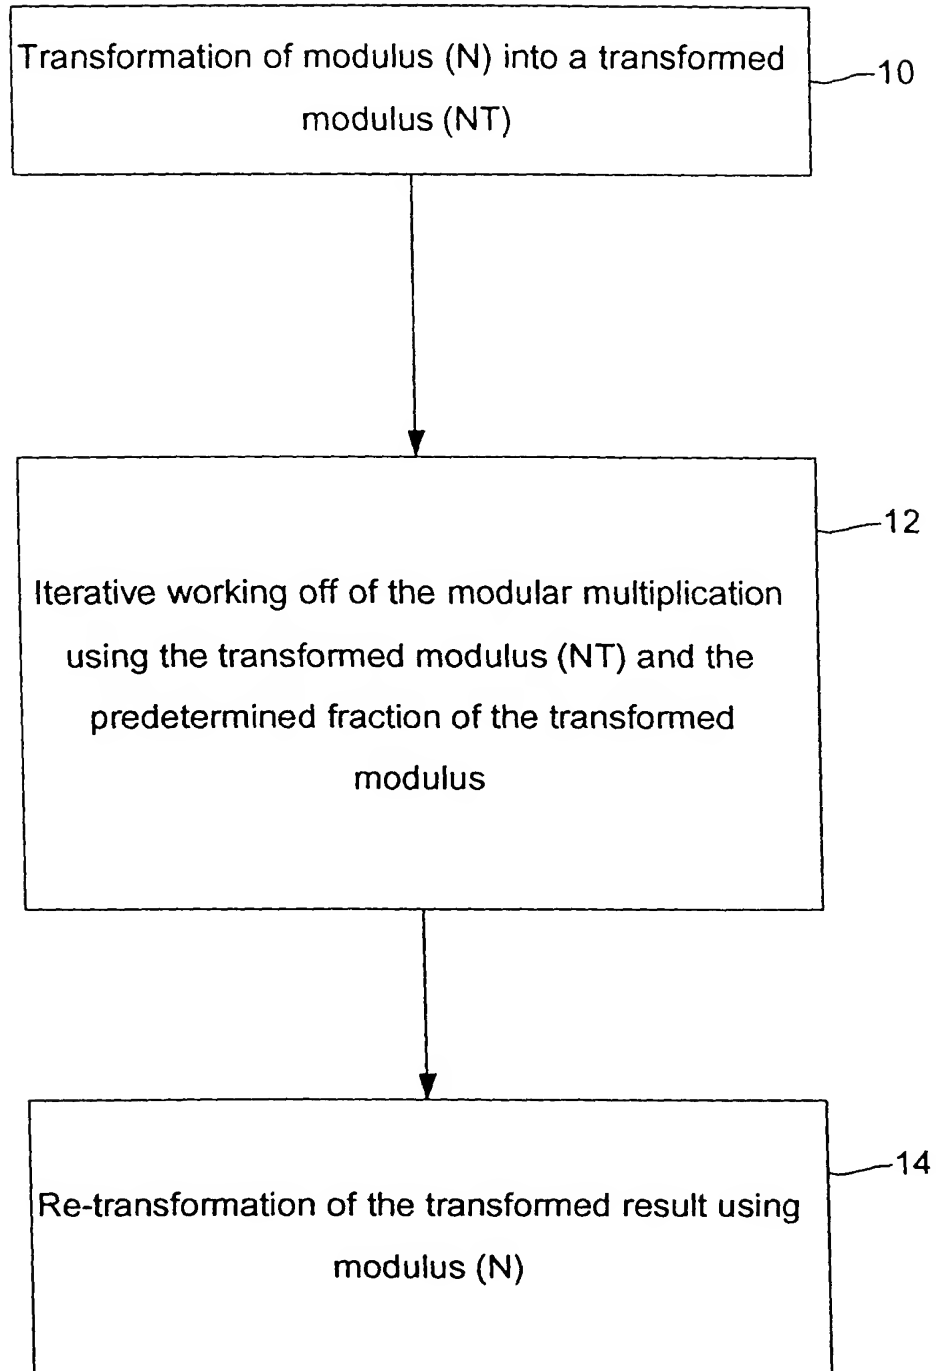 Transformation of modulus (N) into a transformed
modulus (NT)
10
12
Iterative working off of the modular multiplication
using the transformed modulus (NT) and the
predetermined fraction of the transformed
modulus
14
Re-transformation of the transformed result using
modulus (N)